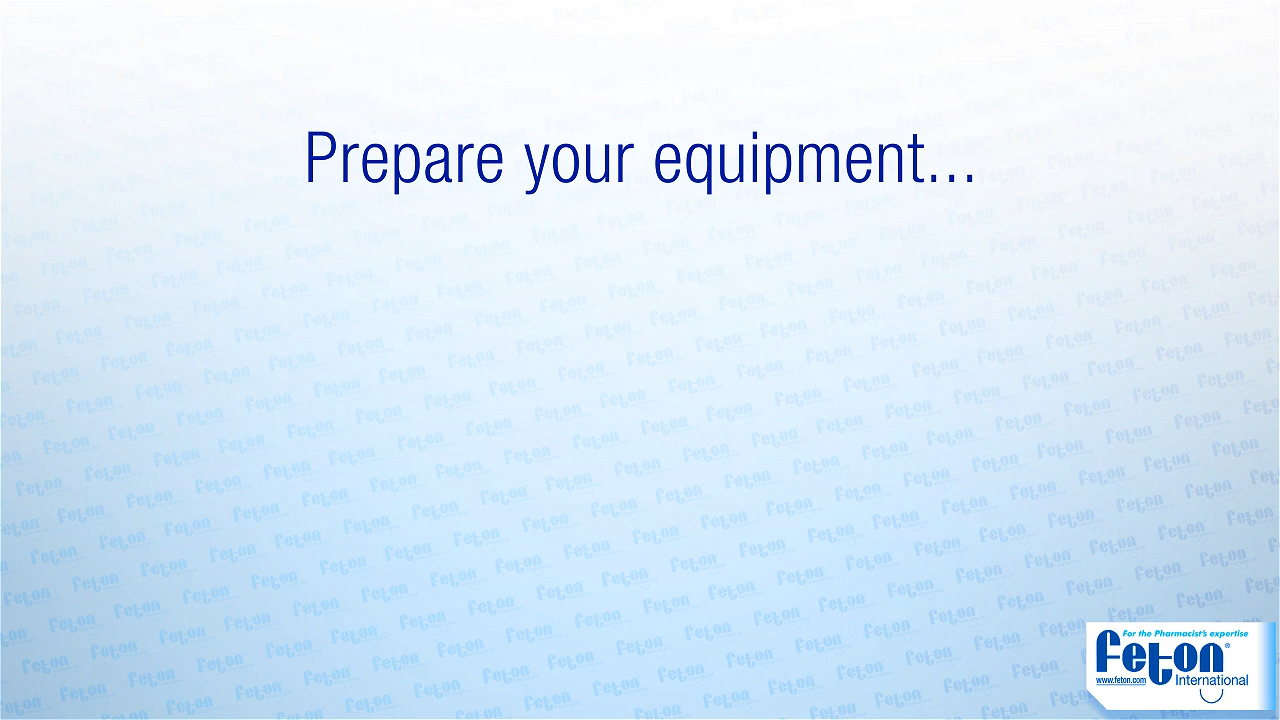 Prepare your equipment...
For the Pharmacist's expertise
feton®
www.feton.com
International